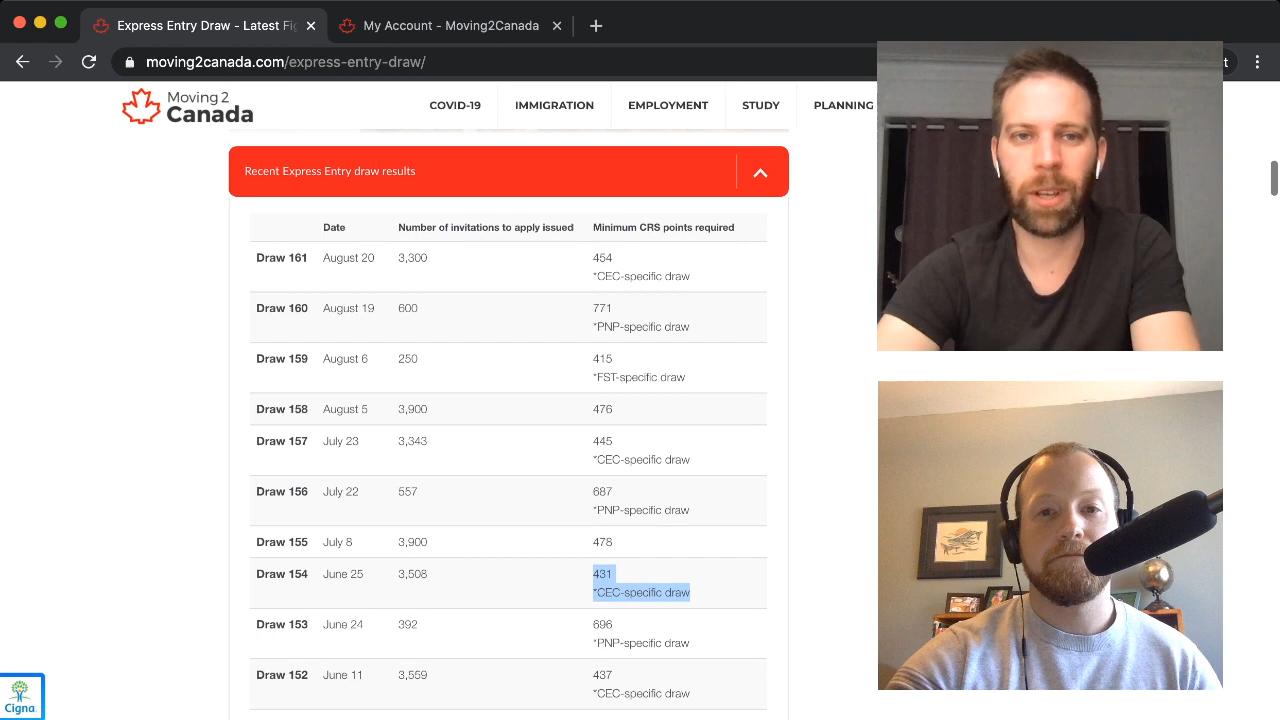 Express Entry Draw - Latest Fi
My Account - Moving2Canada
moving2canada.com/express-entry-draw/
Moving2
Canada
COVID-19 IMMIGRATION EMPLOYMENT STUDY PLANNING
Recent Express Entry draw results
Date Number of invitations to apply issued Minimum CRS points required
Draw 161 August 20 3,300 454
*CEC-specific draw
Draw 160 August 19 600 771
*PNP-specific draw
Draw 159 August 6 250 415
*FST-specific draw
Draw 158 August 5 3,900 476
Draw 157 July 23 3,343 445
*CEC-specific draw
Draw 156 July 22 557 687
*PNP-specific draw
Draw 155 July 8 3,900 478
Draw 154 June 25 3,508 431
*CEC-specific draw
Draw 153 June 24 392 696
*PNP-specific draw
Draw 152 June 11 3,559 437
*CEC-specific draw
Cigna